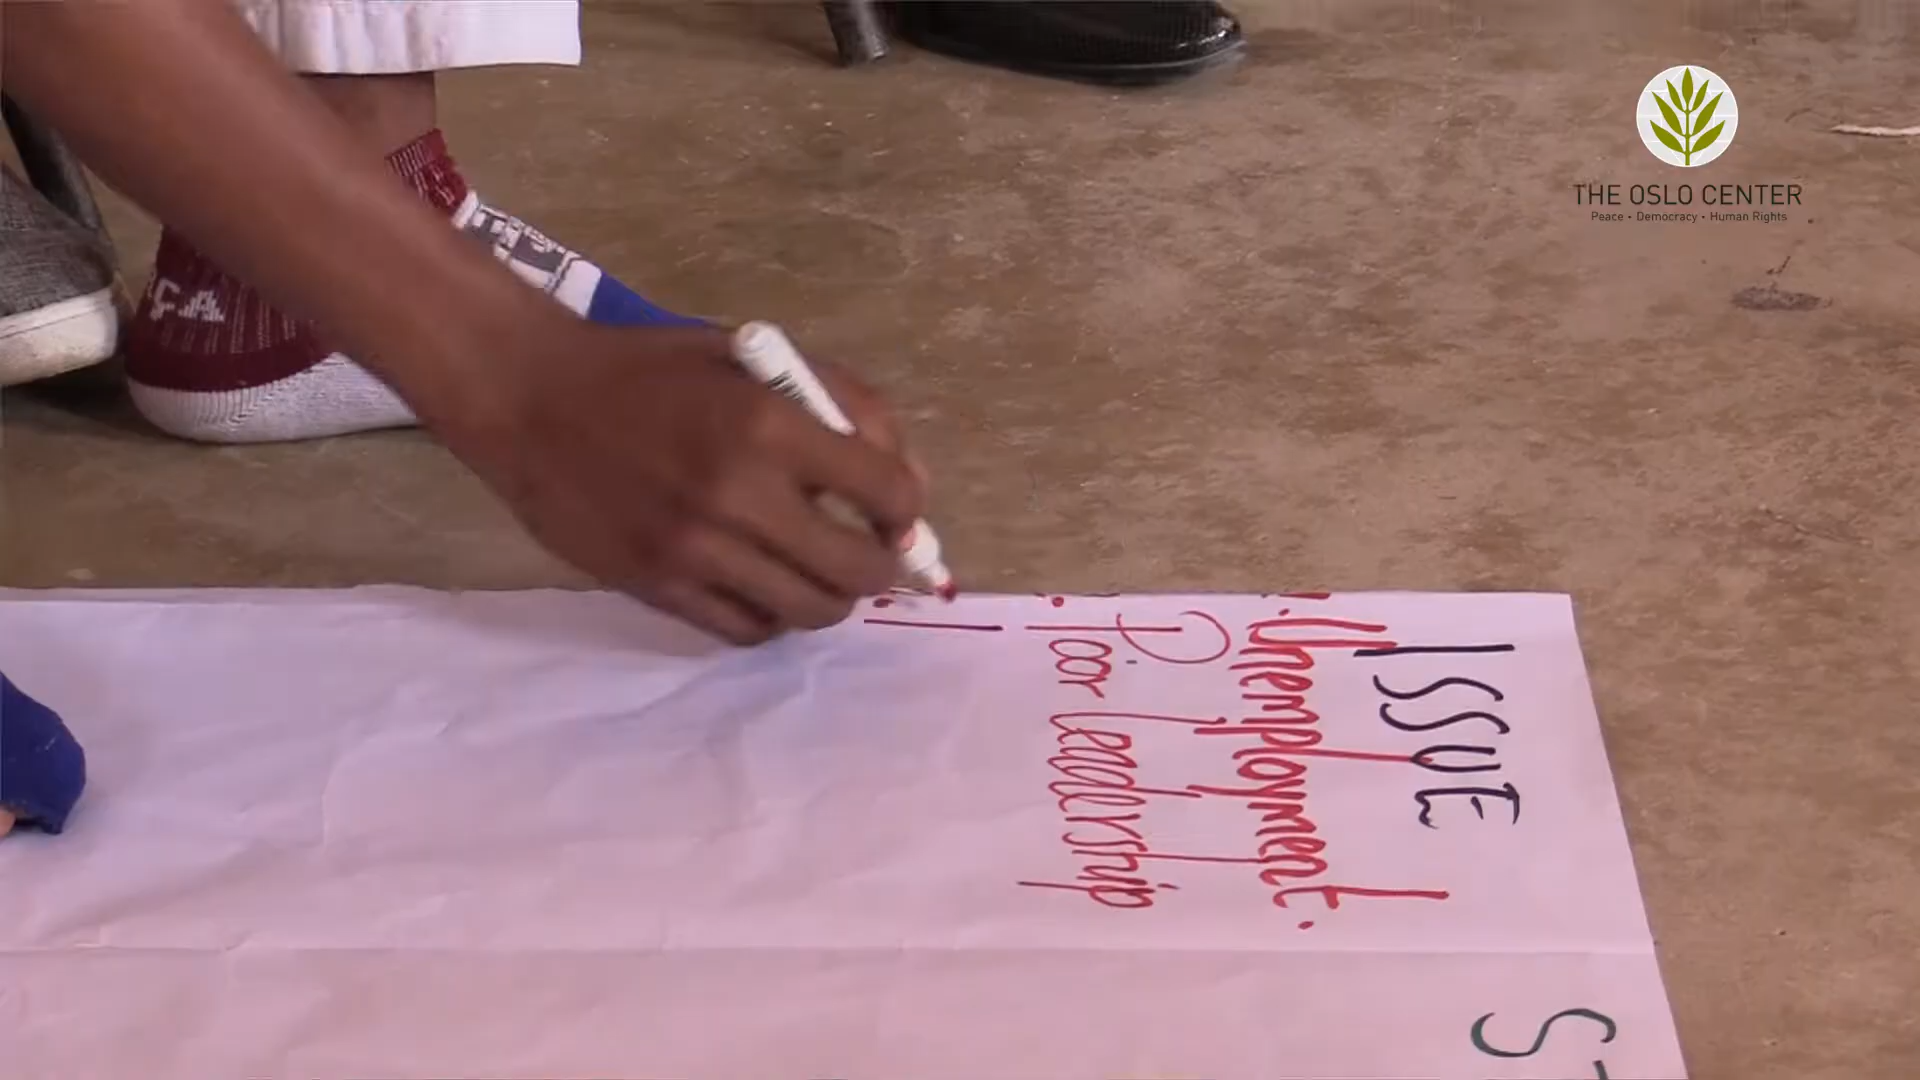 THE OSLO CENTER
Peace • Democracy • Human Rights
ISSUE
. Unemployment.
. Poor leadership
.